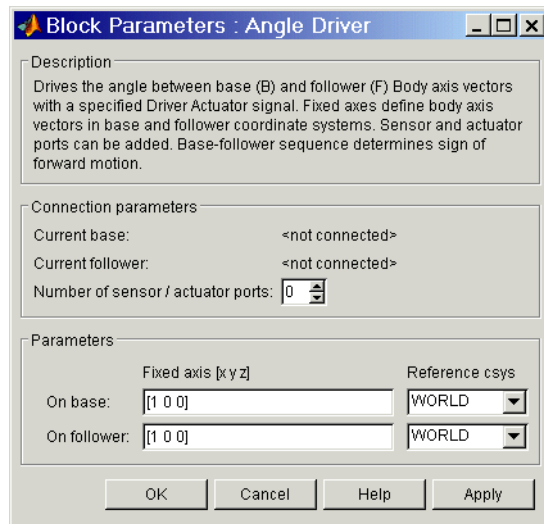 Block Parameters : Angle Driver
Description
Drives the angle between base (B) and follower (F) Body axis vectors
with a specified Driver Actuator signal. Fixed axes define body axis
vectors in base and follower coordinate systems. Sensor and actuator
ports can be added. Base-follower sequence determines sign of
forward motion.
Connection parameters
Current base: <not connected>
Current follower: <not connected>
Number of sensor / actuator ports: 0
Parameters
Fixed axis [x y z] Reference csys
On base: [1 0 0] WORLD
On follower: [1 0 0] WORLD
OK Cancel Help Apply